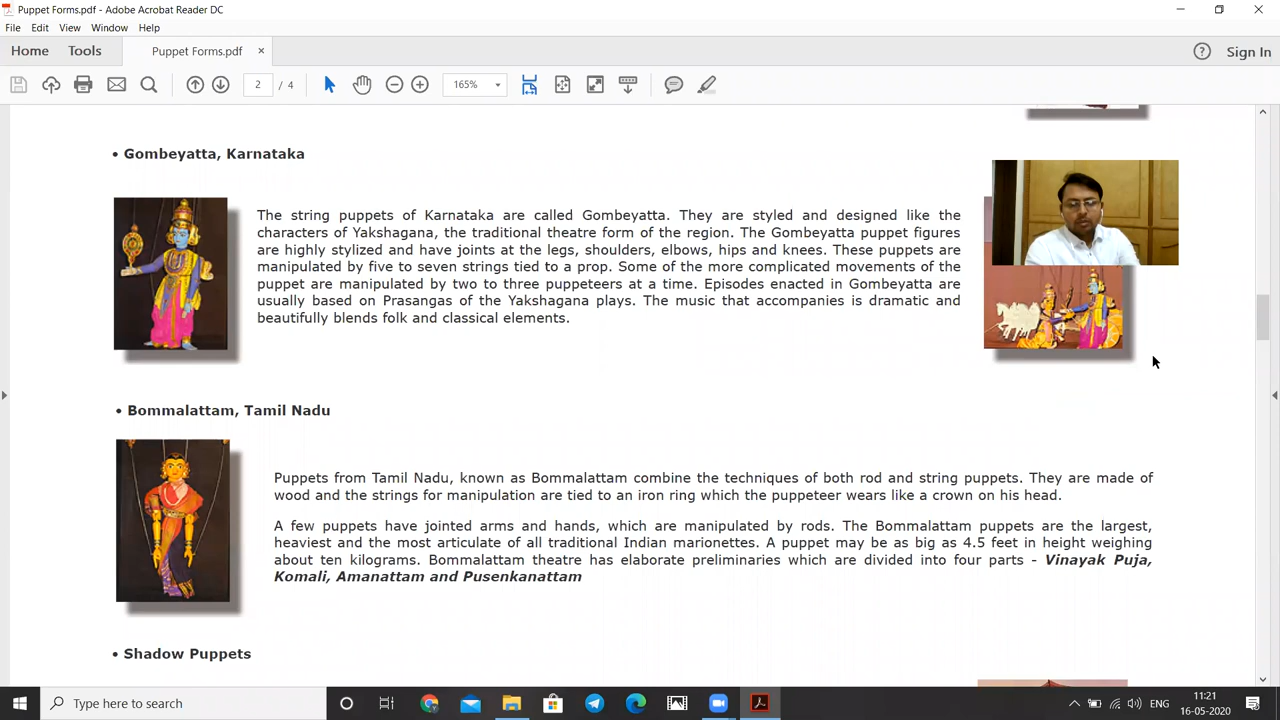 Puppet Forms.pdf - Adobe Acrobat Reader DC
File Edit View Window Help
Home Tools Puppet Forms.pdf × ? Sign In
2 / 4 165%
• Gombeyatta, Karnataka
The string puppets of Karnataka are called Gombeyatta. They are styled and designed like the
characters of Yakshagana, the traditional theatre form of the region. The Gombeyatta puppet figures
are highly stylized and have joints at the legs, shoulders, elbows, hips and knees. These puppets are
manipulated by five to seven strings tied to a prop. Some of the more complicated movements of the
puppet are manipulated by two to three puppeteers at a time. Episodes enacted in Gombeyatta are
usually based on Prasangas of the Yakshagana plays. The music that accompanies is dramatic and
beautifully blends folk and classical elements.
• Bommalattam, Tamil Nadu
Puppets from Tamil Nadu, known as Bommalattam combine the techniques of both rod and string puppets. They are made of
wood and the strings for manipulation are tied to an iron ring which the puppeteer wears like a crown on his head.
A few puppets have jointed arms and hands, which are manipulated by rods. The Bommalattam puppets are the largest,
heaviest and the most articulate of all traditional Indian marionettes. A puppet may be as big as 4.5 feet in height weighing
about ten kilograms. Bommalattam theatre has elaborate preliminaries which are divided into four parts - Vinayak Puja,
Komali, Amanattam and Pusenkanattam
• Shadow Puppets
Type here to search
ENG
11:21
16-05-2020